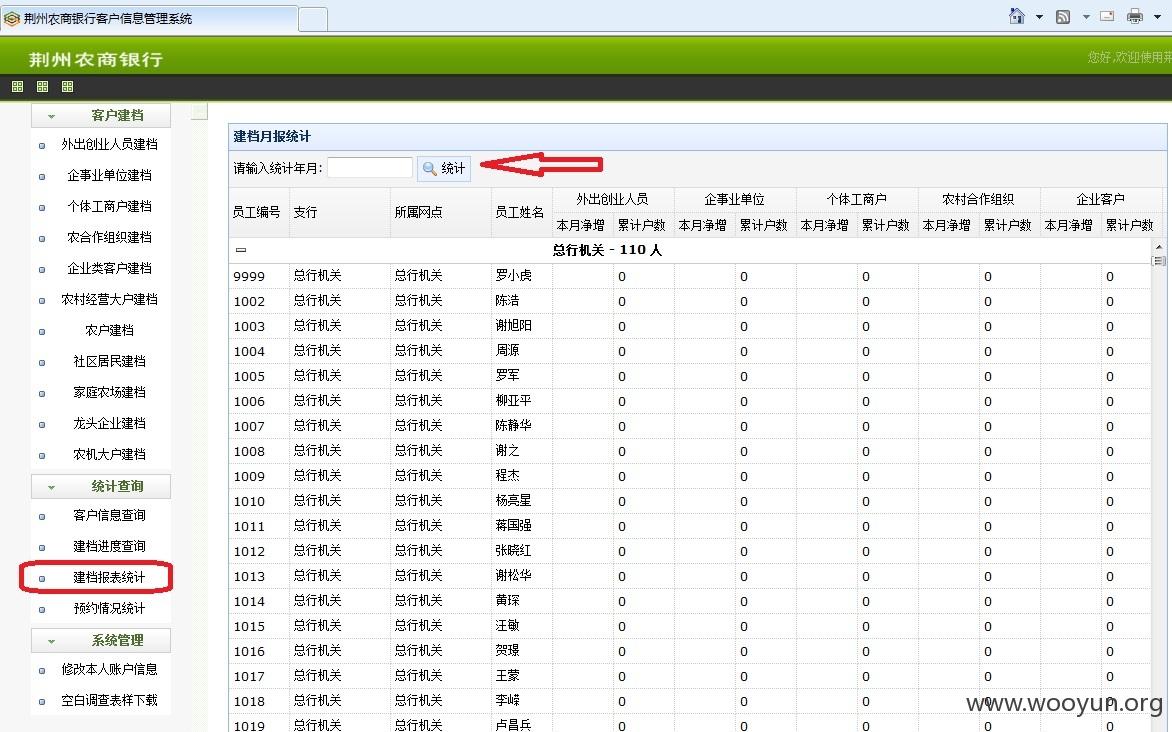 荆州农商银行客户信息管理系统
荆州农商银行
您好,欢迎使用荆
客户建档
外出创业人员建档
企事业单位建档
个体工商户建档
农合作组织建档
企业类客户建档
农村经营大户建档
农户建档
社区居民建档
家庭农场建档
龙头企业建档
农机大户建档
统计查询
客户信息查询
建档进度查询
建档报表统计
预约情况统计
系统管理
修改本人账户信息
空白调查表样下载
建档月报统计
请输入统计年月: 统计
员工编号 支行 所属网点 员工姓名 外出创业人员 企事业单位 个体工商户 农村合作组织 企业客户
本月净增 累计户数 本月净增 累计户数 本月净增 累计户数 本月净增 累计户数 本月净增 累计户数
总行机关 - 110 人
9999 总行机关 总行机关 罗小虎 0 0 0 0 0
1002 总行机关 总行机关 陈洁 0 0 0 0 0
1003 总行机关 总行机关 谢旭阳 0 0 0 0 0
1004 总行机关 总行机关 周源 0 0 0 0 0
1005 总行机关 总行机关 罗军 0 0 0 0 0
1006 总行机关 总行机关 柳亚平 0 0 0 0 0
1007 总行机关 总行机关 陈静华 0 0 0 0 0
1008 总行机关 总行机关 谢之 0 0 0 0 0
1009 总行机关 总行机关 程杰 0 0 0 0 0
1010 总行机关 总行机关 杨亮星 0 0 0 0 0
1011 总行机关 总行机关 蒋国强 0 0 0 0 0
1012 总行机关 总行机关 张晓红 0 0 0 0 0
1013 总行机关 总行机关 谢松华 0 0 0 0 0
1014 总行机关 总行机关 黄琛 0 0 0 0 0
1015 总行机关 总行机关 汪敏 0 0 0 0 0
1016 总行机关 总行机关 贺璟 0 0 0 0 0
1017 总行机关 总行机关 王蒙 0 0 0 0 0
1018 总行机关 总行机关 李嵘 0 0 0 0 0
1019 总行机关 总行机关 卢昌兵 0 0 0 0 0
www.wooyun.org